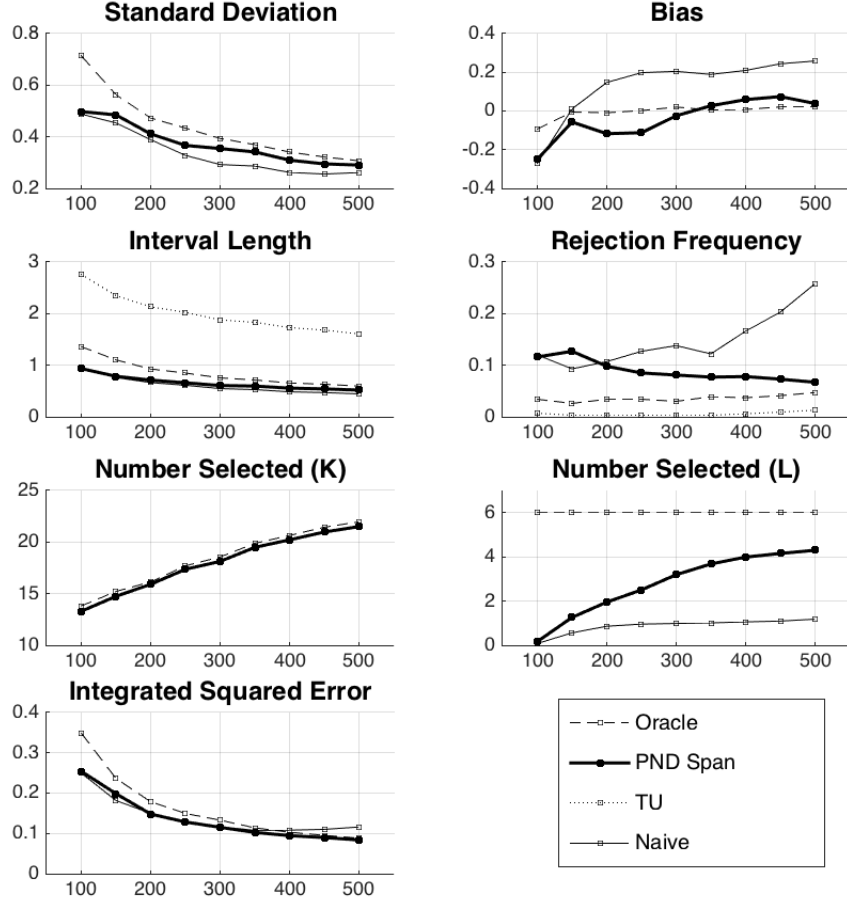 Standard Deviation
0.8
0.6
0.4
0.2
100 200 300 400 500
Bias
0.4
0.2
0
-0.2
-0.4
100 200 300 400 500
Interval Length
3
2
1
0
100 200 300 400 500
Rejection Frequency
0.3
0.2
0.1
0
100 200 300 400 500
Number Selected (K)
25
20
15
10
100 200 300 400 500
Number Selected (L)
6
4
2
0
100 200 300 400 500
Integrated Squared Error
0.4
0.3
0.2
0.1
0
100 200 300 400 500
Oracle
PND Span
TU
Naive